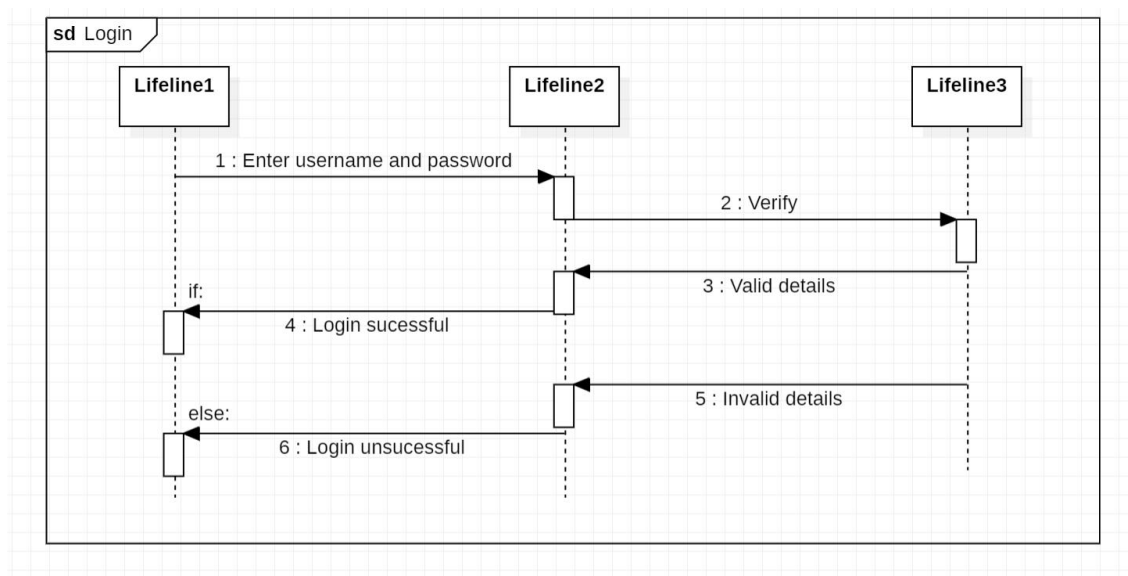 sd Login
Lifeline1
Lifeline2
Lifeline3
1 : Enter username and password
2 : Verify
3 : Valid details
if:
4 : Login sucessful
5 : Invalid details
else:
6 : Login unsucessful